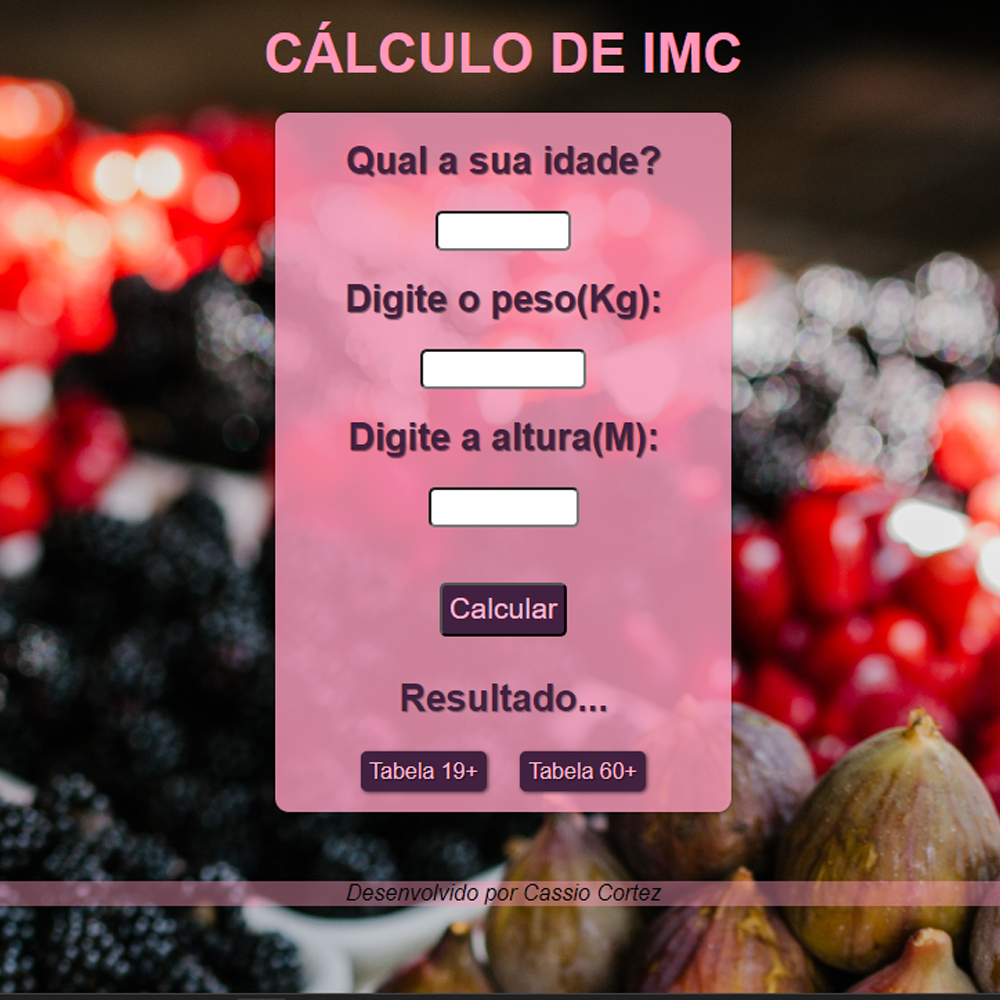 CÁLCULO DE IMC
Qual a sua idade?
Digite o peso(Kg):
Digite a altura(M):
Calcular
Resultado...
Tabela 19+ Tabela 60+
Desenvolvido por Cassio Cortez